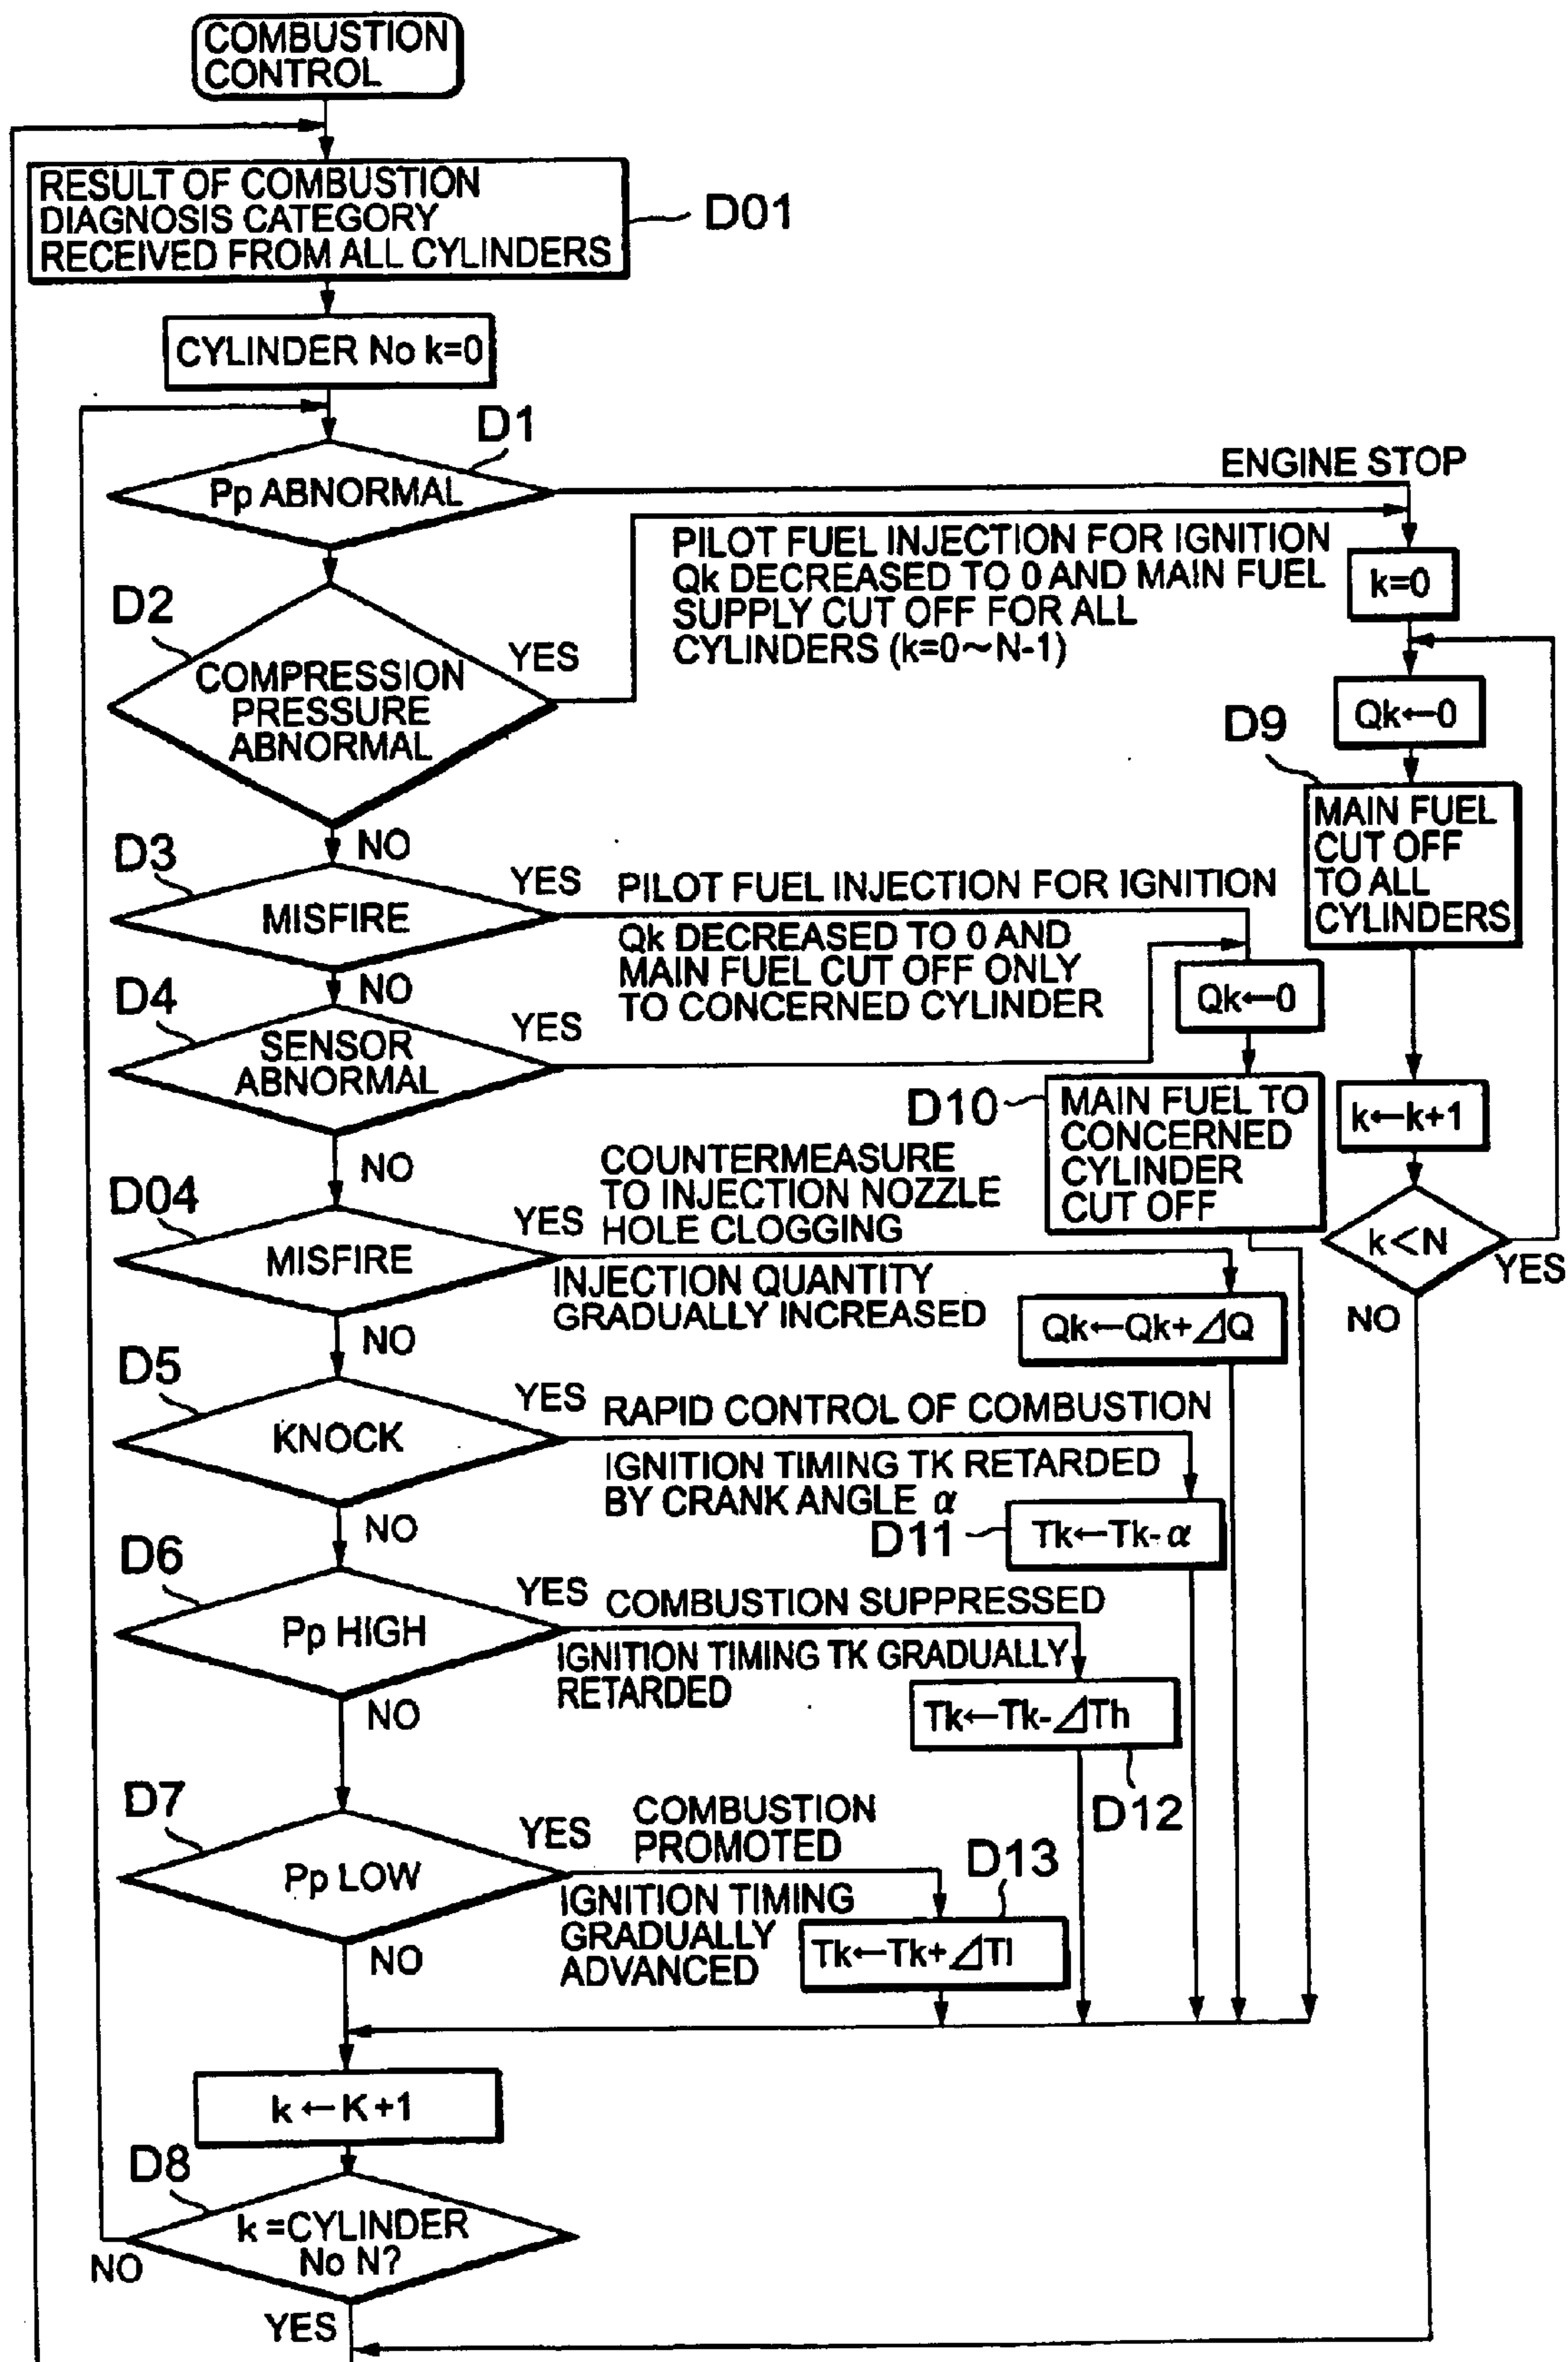 COMBUSTION
CONTROL
RESULT OF COMBUSTION
DIAGNOSIS CATEGORY
RECEIVED FROM ALL CYLINDERS
D01
CYLINDER No k=0
D1
Pp ABNORMAL
ENGINE STOP
PILOT FUEL INJECTION FOR IGNITION
Qk DECREASED TO 0 AND MAIN FUEL
SUPPLY CUT OFF FOR ALL
CYLINDERS (k=0~N-1)
k=0
D2
COMPRESSION
PRESSURE
ABNORMAL
YES
NO
Qk←0
D9
MAIN FUEL
CUT OFF
TO ALL
CYLINDERS
D3
MISFIRE
YES
PILOT FUEL INJECTION FOR IGNITION
Qk DECREASED TO 0 AND
MAIN FUEL CUT OFF ONLY
TO CONCERNED CYLINDER
NO
Qk←0
D4
SENSOR
ABNORMAL
YES
NO
D10
MAIN FUEL TO
CONCERNED
CYLINDER
CUT OFF
k←k+1
k<N
YES
NO
D04
MISFIRE
YES
COUNTERMEASURE
TO INJECTION NOZZLE
HOLE CLOGGING
INJECTION QUANTITY
GRADUALLY INCREASED
Qk←Qk+⊿Q
NO
D5
KNOCK
YES
RAPID CONTROL OF COMBUSTION
IGNITION TIMING TK RETARDED
BY CRANK ANGLE α
D11
Tk←Tk-α
NO
D6
Pp HIGH
YES
COMBUSTION SUPPRESSED
IGNITION TIMING TK GRADUALLY
RETARDED
Tk←Tk-⊿Th
D12
NO
D7
Pp LOW
YES
COMBUSTION
PROMOTED
IGNITION TIMING
GRADUALLY
ADVANCED
D13
Tk←Tk+⊿Tl
NO
k←K+1
D8
k=CYLINDER
No N?
NO
YES